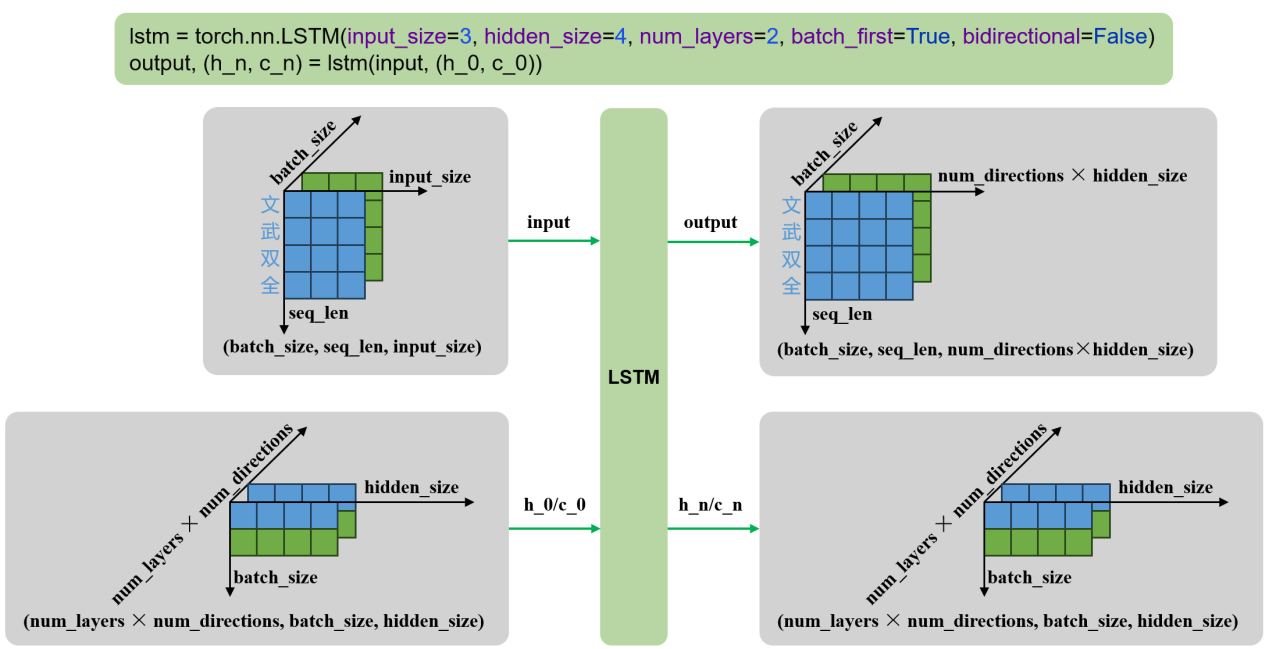 lstm = torch.nn.LSTM(input_size=3, hidden_size=4, num_layers=2, batch_first=True, bidirectional=False)
output, (h_n, c_n) = lstm(input, (h_0, c_0))
batch_size
input_size
文
武
双
全
seq_len
(batch_size, seq_len, input_size)
input
LSTM
output
batch_size
num_directions × hidden_size
文
武
双
全
seq_len
(batch_size, seq_len, num_directions×hidden_size)
num_layers × num_directions
hidden_size
batch_size
(num_layers × num_directions, batch_size, hidden_size)
h_0/c_0
h_n/c_n
num_layers × num_directions
hidden_size
batch_size
(num_layers × num_directions, batch_size, hidden_size)